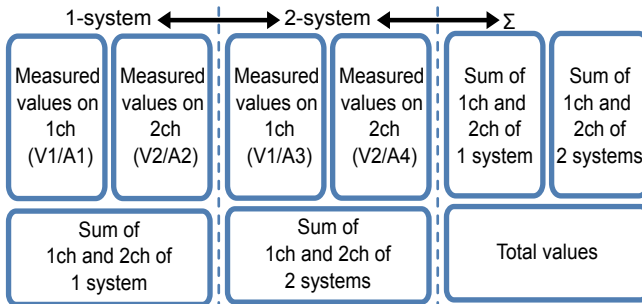 1-system
2-system
Σ
Measured
values on
1ch
(V1/A1)
Measured
values on
2ch
(V2/A2)
Measured
values on
1ch
(V1/A3)
Measured
values on
2ch
(V2/A4)
Sum of
1ch and
2ch of
1 system
Sum of
1ch and
2ch of
2 systems
Sum of
1ch and 2ch of
1 system
Sum of
1ch and 2ch of
2 systems
Total values